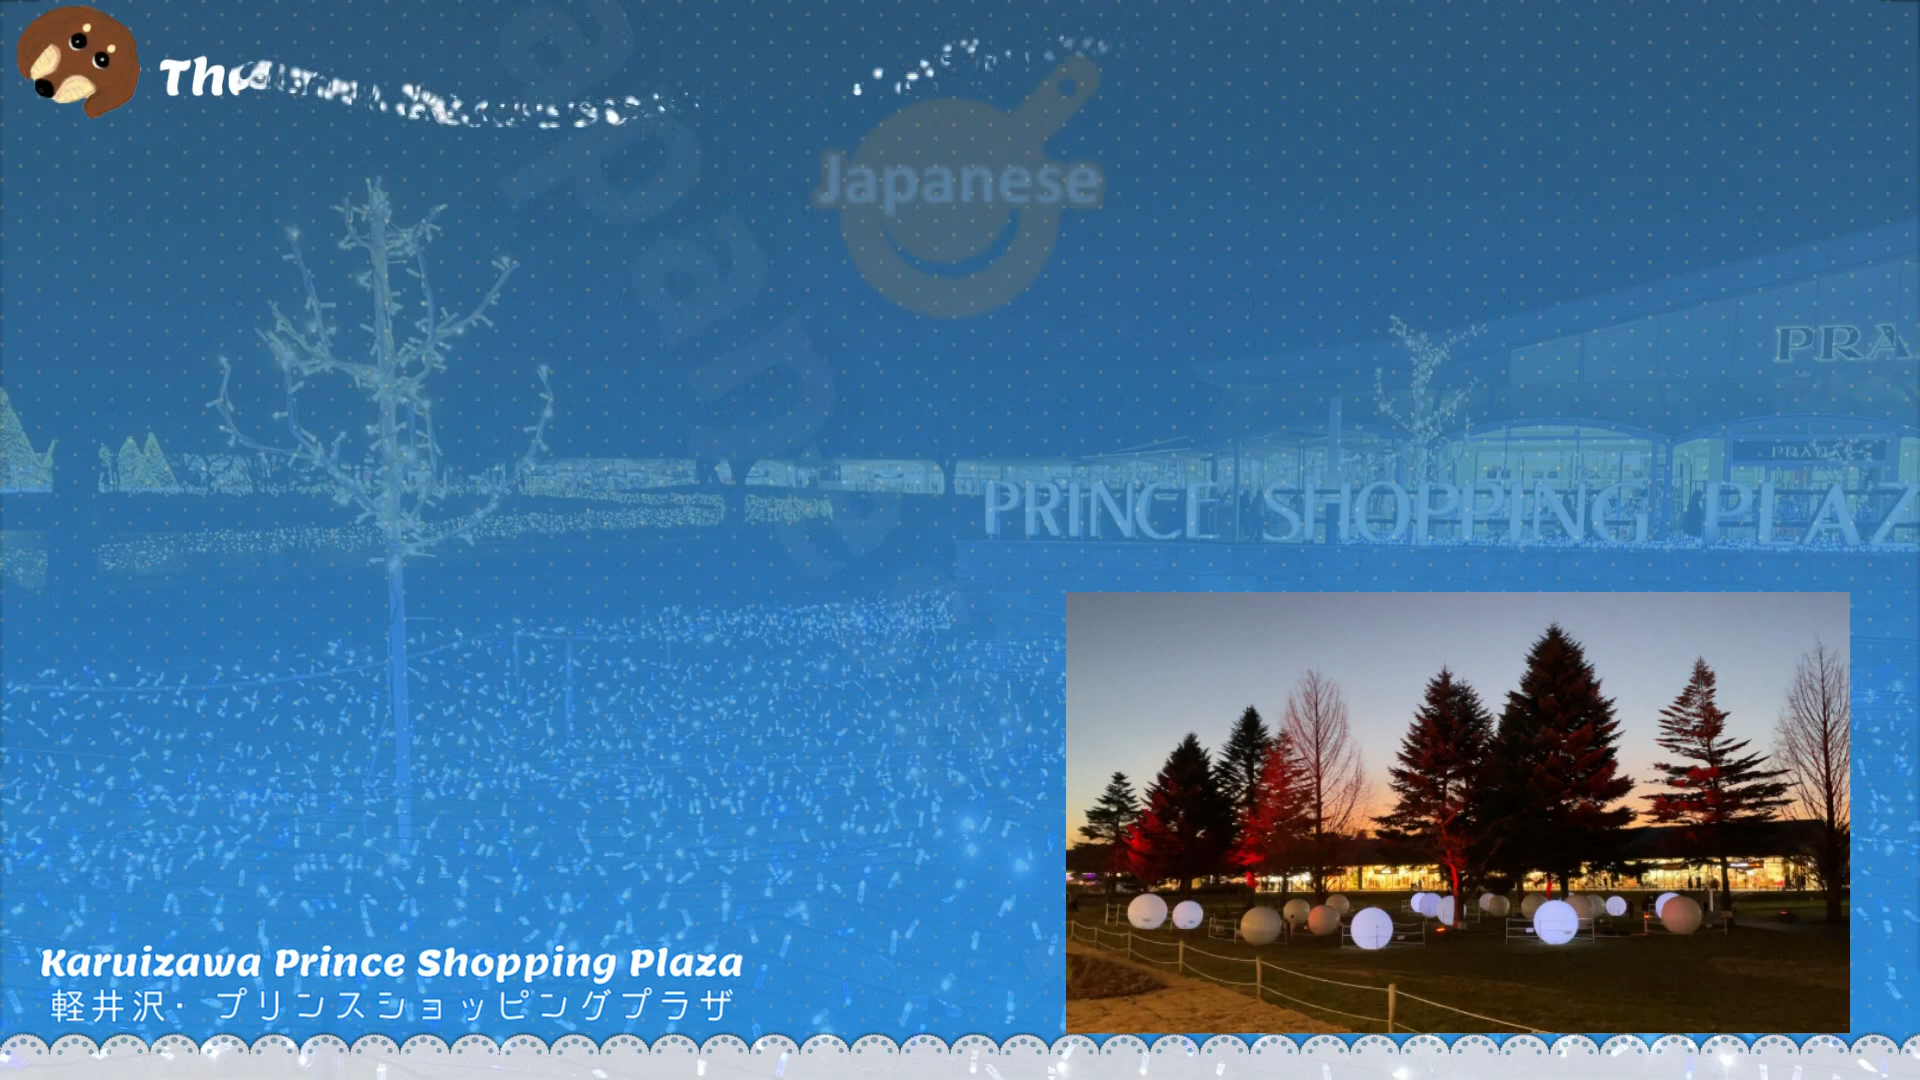 The
Japanese
PRA
PRADA
PRINCE SHOPPING PLAZ
Karuizawa Prince Shopping Plaza
軽井沢・プリンスショッピングプラザ